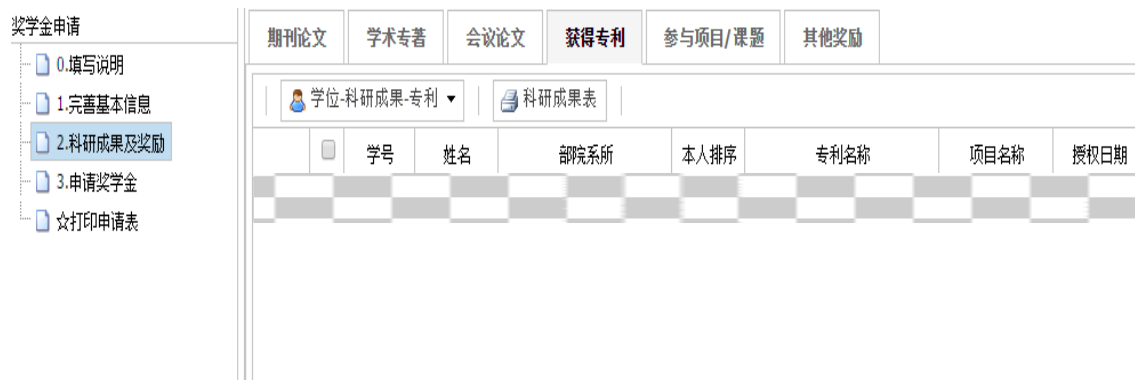 奖学金申请
0.填写说明
1.完善基本信息
2.科研成果及奖励
3.申请奖学金
☆打印申请表
期刊论文 学术专著 会议论文 获得专利 参与项目/课题 其他奖励
学位-科研成果-专利 科研成果表
学号 姓名 部院系所 本人排序 专利名称 项目名称 授权日期